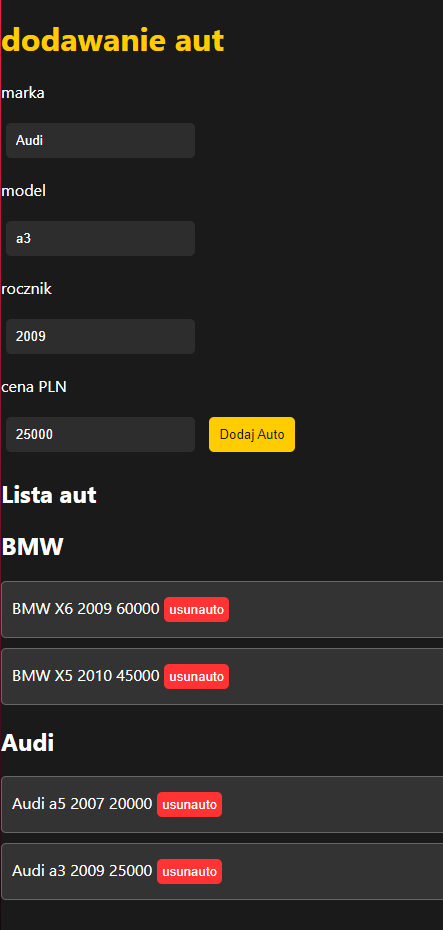 dodawanie aut
marka
Audi
model
a3
rocznik
2009
cena PLN
25000 Dodaj Auto
Lista aut
BMW
BMW X6 2009 60000 usunauto
BMW X5 2010 45000 usunauto
Audi
Audi a5 2007 20000 usunauto
Audi a3 2009 25000 usunauto